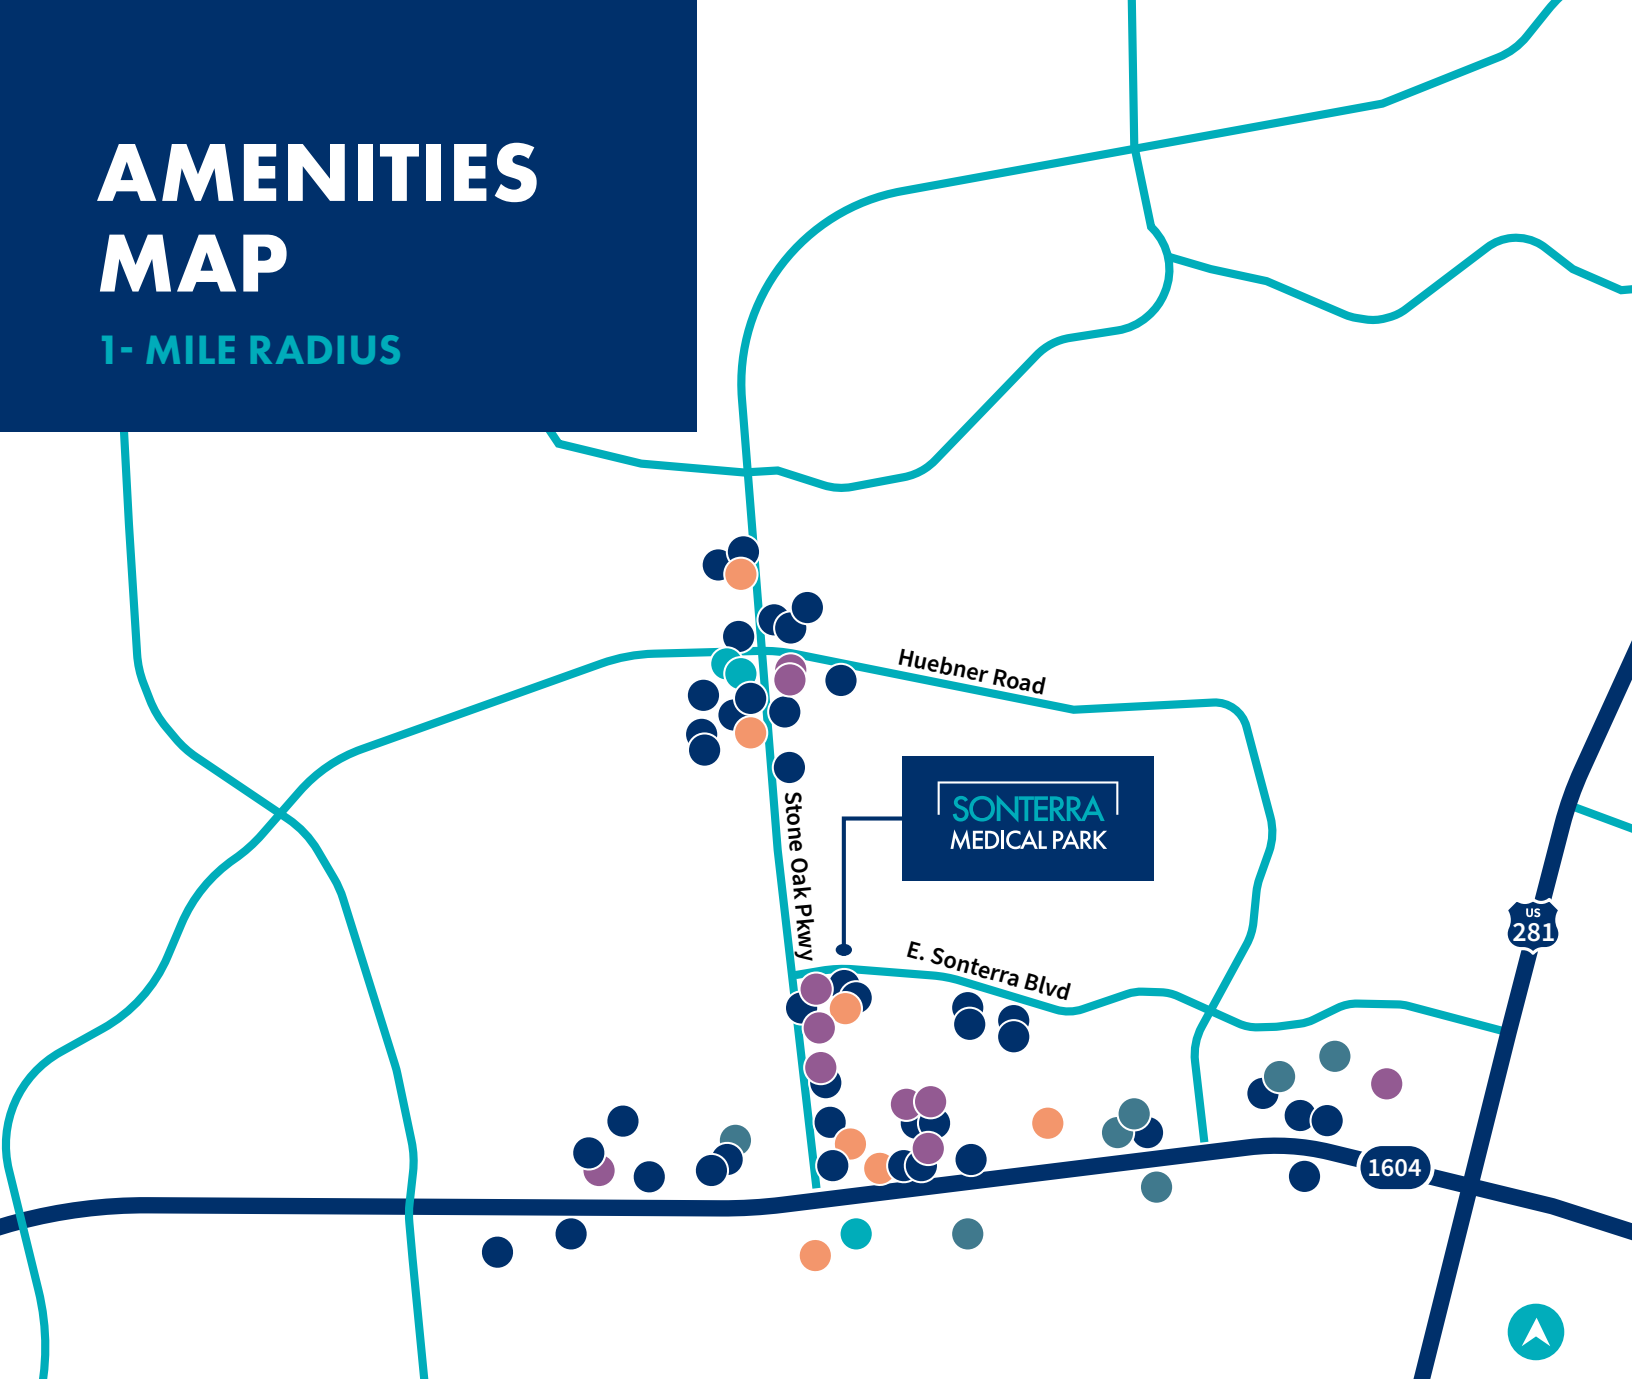 AMENITIES
MAP
1- MILE RADIUS
Huebner Road
SONTERRA
MEDICAL PARK
Stone Oak Pkwy
E. Sonterra Blvd
US
281
1604